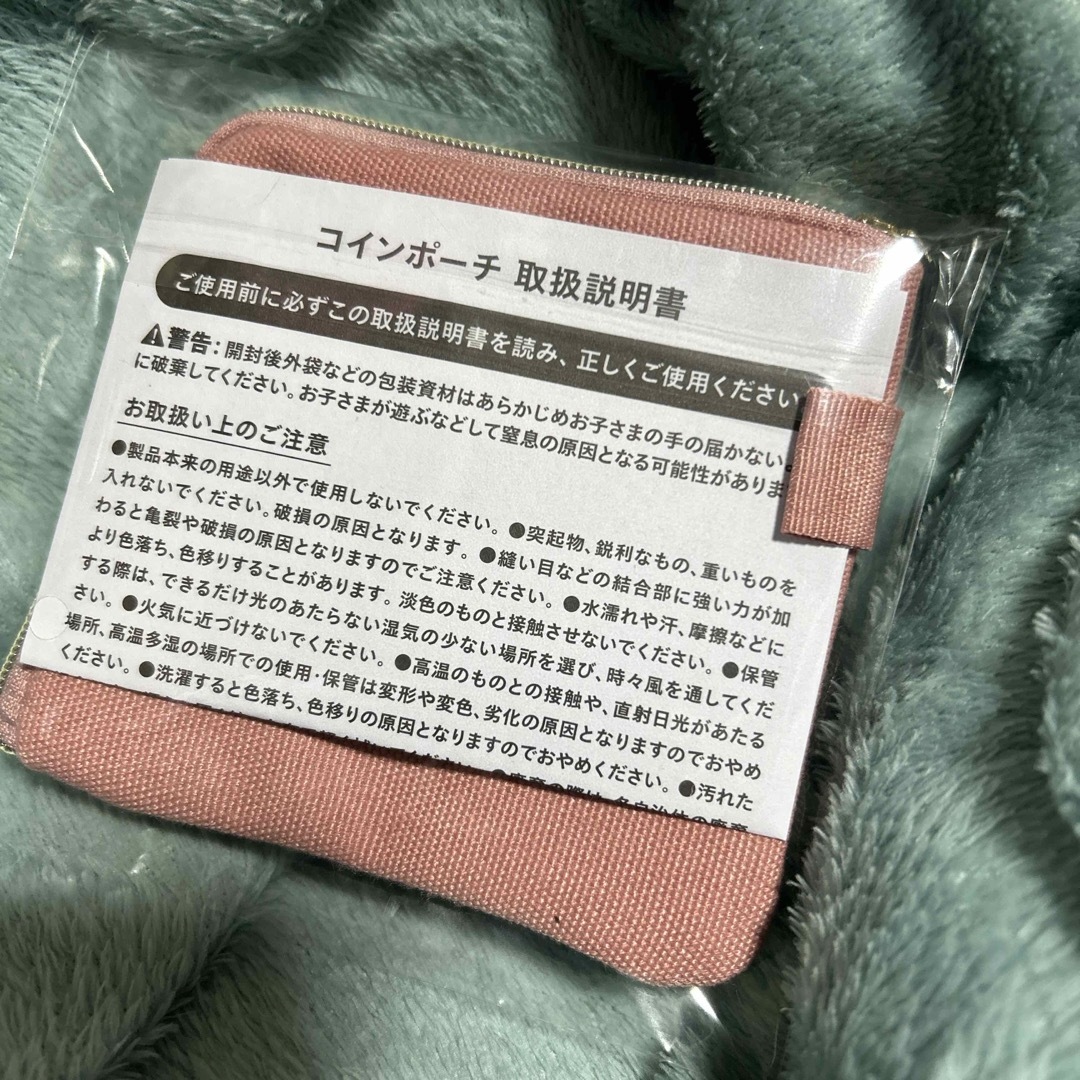 コインポーチ 取扱説明書
ご使用前に必ずこの取扱説明書を読み、正しくご使用ください
警告：開封後外袋などの包装資材はあらかじめお子さまの手の届かない
に破棄してください。お子さまが遊ぶなどして窒息の原因となる可能性がありま
お取扱い上のご注意
●製品本来の用途以外で使用しないでください。●突起物、鋭利なもの、重いものを
入れないでください。破損の原因となります。●縫い目などの結合部に強い力が加
わると亀裂や破損の原因となりますのでご注意ください。●水濡れや汗、摩擦などに
より色落ち、色移りすることがあります。淡色のものと接触させないでください。●保管
する際は、できるだけ光のあたらない湿気の少ない場所を選び、時々風を通してくだ
さい。●火気に近づけないでください。●高温のものとの接触や、直射日光があたる
場所、高温多湿の場所での使用・保管は変形や変色、劣化の原因となりますのでおやめ
ください。●洗濯すると色落ち、色移りの原因となりますのでおやめください。●汚れた